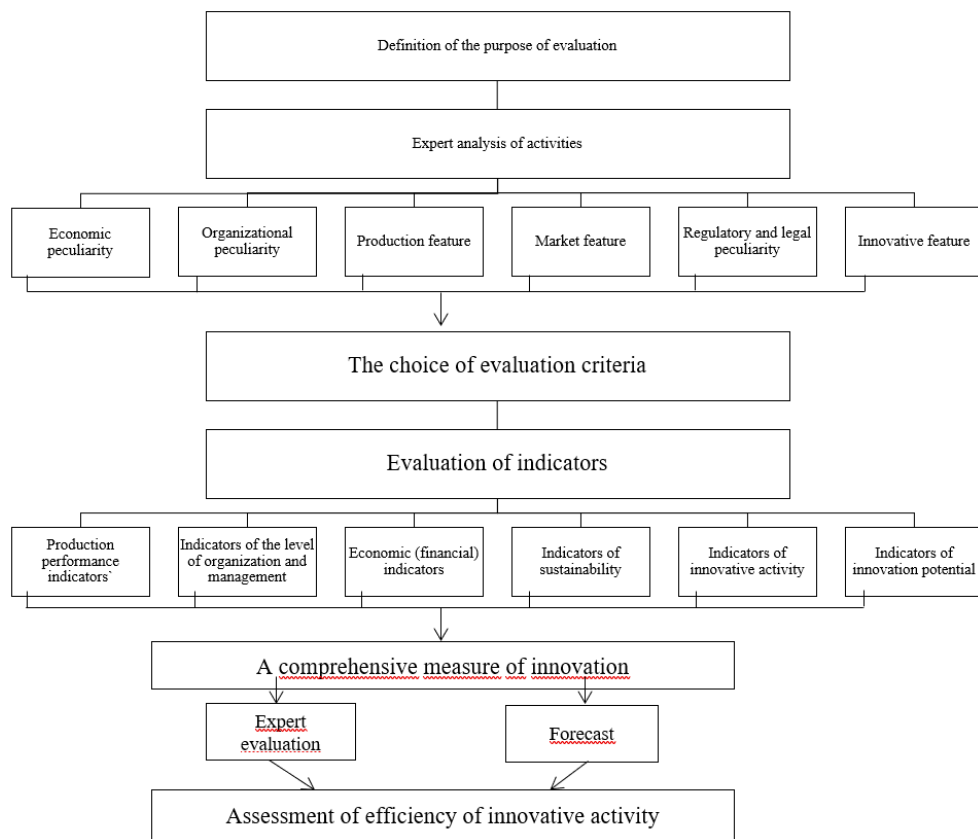 Definition of the purpose of evaluation
Expert analysis of activities
Economic
peculiarity
Organizational
peculiarity
Production feature
Market feature
Regulatory and legal
peculiarity
Innovative feature
The choice of evaluation criteria
Evaluation of indicators
Production
performance
indicators`
Indicators of the level
of organization and
management
Economic (financial)
indicators
Indicators of
sustainability
Indicators of
innovative activity
Indicators of
innovation potential
A comprehensive measure of innovation
Expert
evaluation
Forecast
Assessment of efficiency of innovative activity